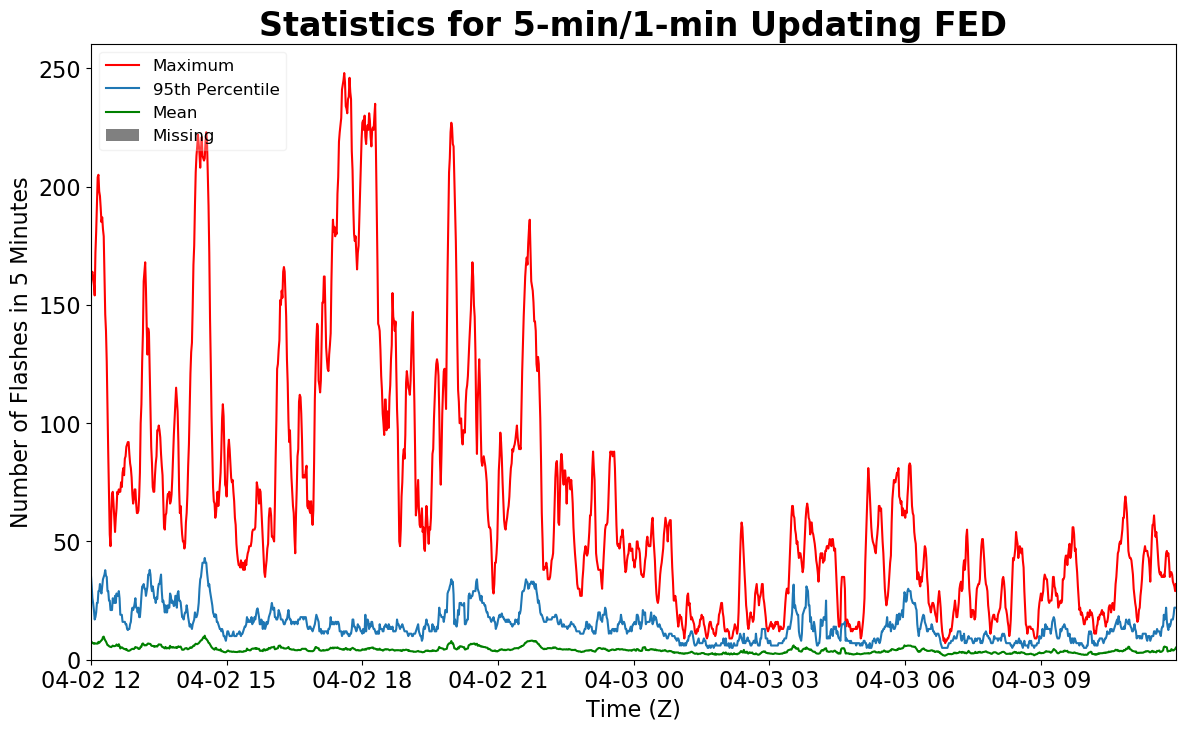 Statistics for 5-min/1-min Updating FED
Maximum
95th Percentile
Mean
Missing
Number of Flashes in 5 Minutes
250
200
150
100
50
0
04-02 12
04-02 15
04-02 18
04-02 21
04-03 00
04-03 03
04-03 06
04-03 09
Time (Z)